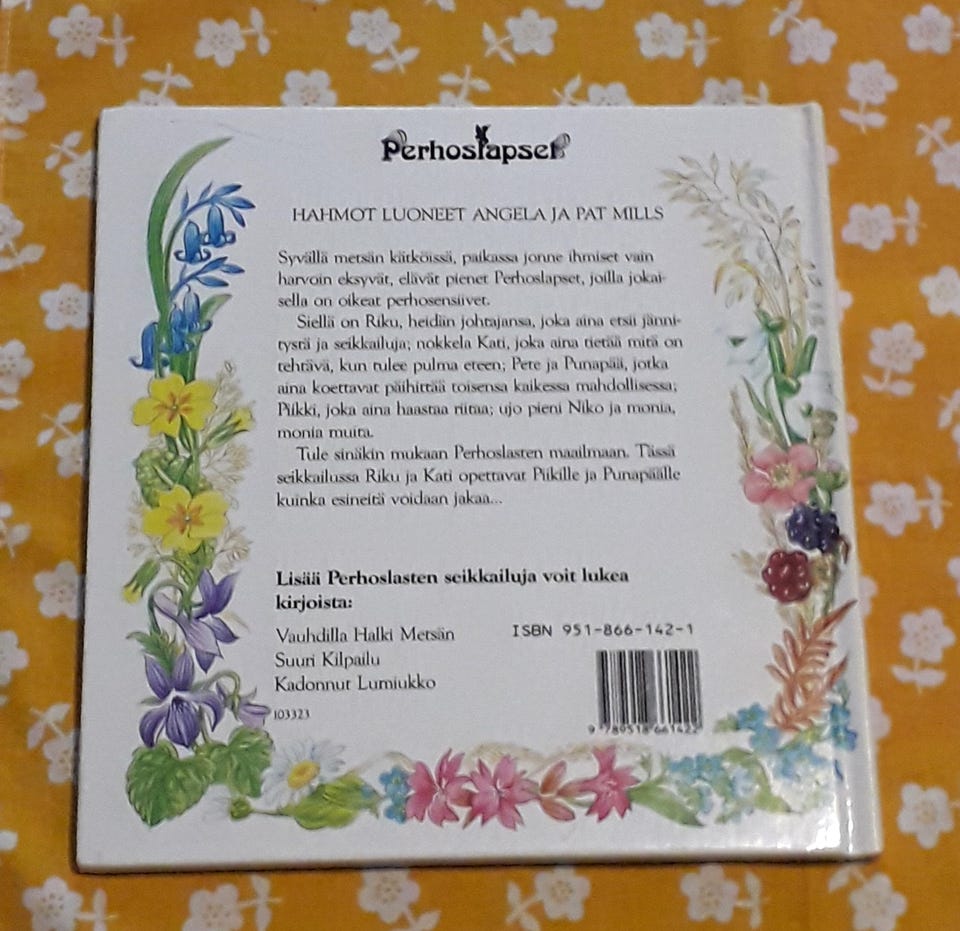 Perhoslapset
HAHMOT LUONEET ANGELA JA PAT MILLS
Syvällä metsän kätköissä, paikassa jonne ihmiset vain
harvoin eksyvät, elävät pienet Perhoslapset, joilla jokai-
sella on oikeat perhosensiivet.
Siellä on Riku, heidän johtajansa, joka aina etsii jänni-
tystä ja seikkailuja; nokkela Kati, joka aina tietää mitä on
tehtävä, kun tulee pulma eteen; Pete ja Punapää, jotka
aina koettavat päihittää toisensa kaikessa mahdollisessa;
Piikki, joka aina haastaa riitaa; ujo pieni Niko ja monia,
monia muita.
Tule sinäkin mukaan Perhoslasten maailmaan. Tässä
seikkailussa Riku ja Kati opettavat Piikille ja Punapäälle
kuinka esineitä voidaan jakaa...
Lisää Perhoslasten seikkailuja voit lukea
kirjoista:
Vauhdilla Halki Metsän
Suuri Kilpailu
Kadonnut Lumiukko
103323
ISBN 951-866-142-1
9 789518 661422